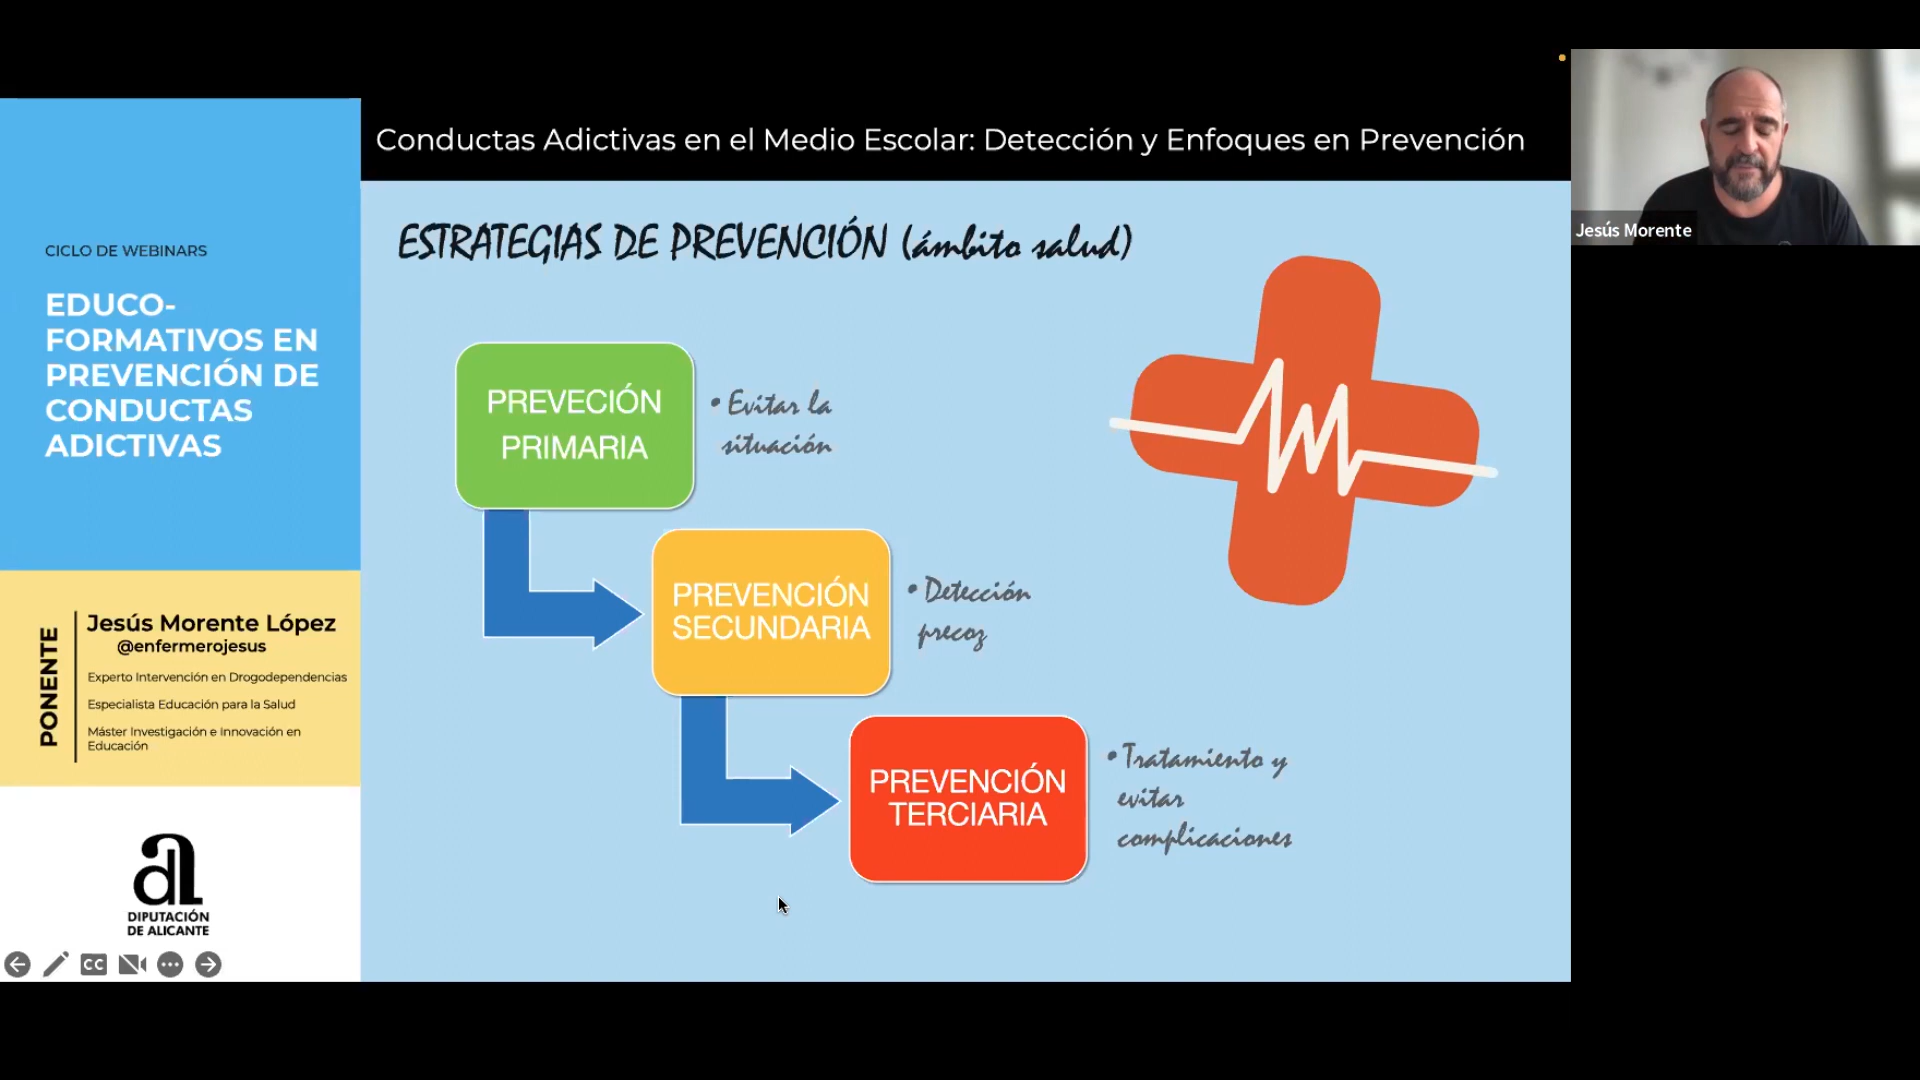 Conductas Adictivas en el Medio Escolar: Detección y Enfoques en Prevención
Jesús Morente
CICLO DE WEBINARS
EDUCO-
FORMATIVOS EN
PREVENCIÓN DE
CONDUCTAS
ADICTIVAS
PONENTE
Jesús Morente López
@enfermerojesus
Experto Intervención en Drogodependencias
Especialista Educación para la Salud
Máster Investigación e Innovación en
Educación
DIPUTACIÓN
DE ALICANTE
CC
ESTRATEGIAS DE PREVENCIÓN (ámbito salud)
PREVECIÓN
PRIMARIA
• Evitar la
situación
PREVENCIÓN
SECUNDARIA
• Detección
precoz
PREVENCIÓN
TERCIARIA
• Tratamiento y
evitar
complicaciones